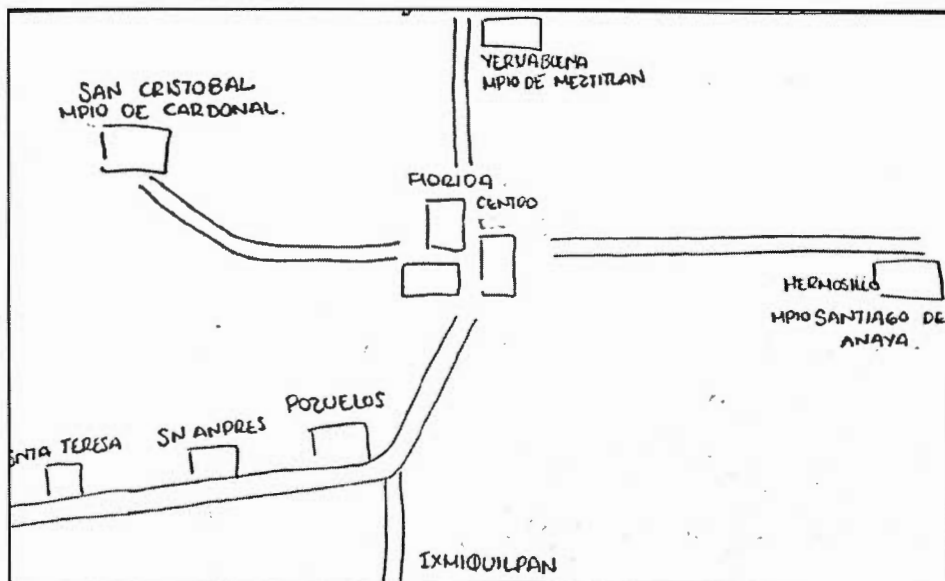 YERVABUENA
MPIO DE MEZTITLAN
SAN CRISTOBAL
MPIO DE CARDONAL.
FLORIDA
CENTRO
HERMOSILLO
MPIO SANTIAGO DE
ANAYA.
POZUELOS
SN ANDRES
SNTA TERESA
IXMIQUILPAN